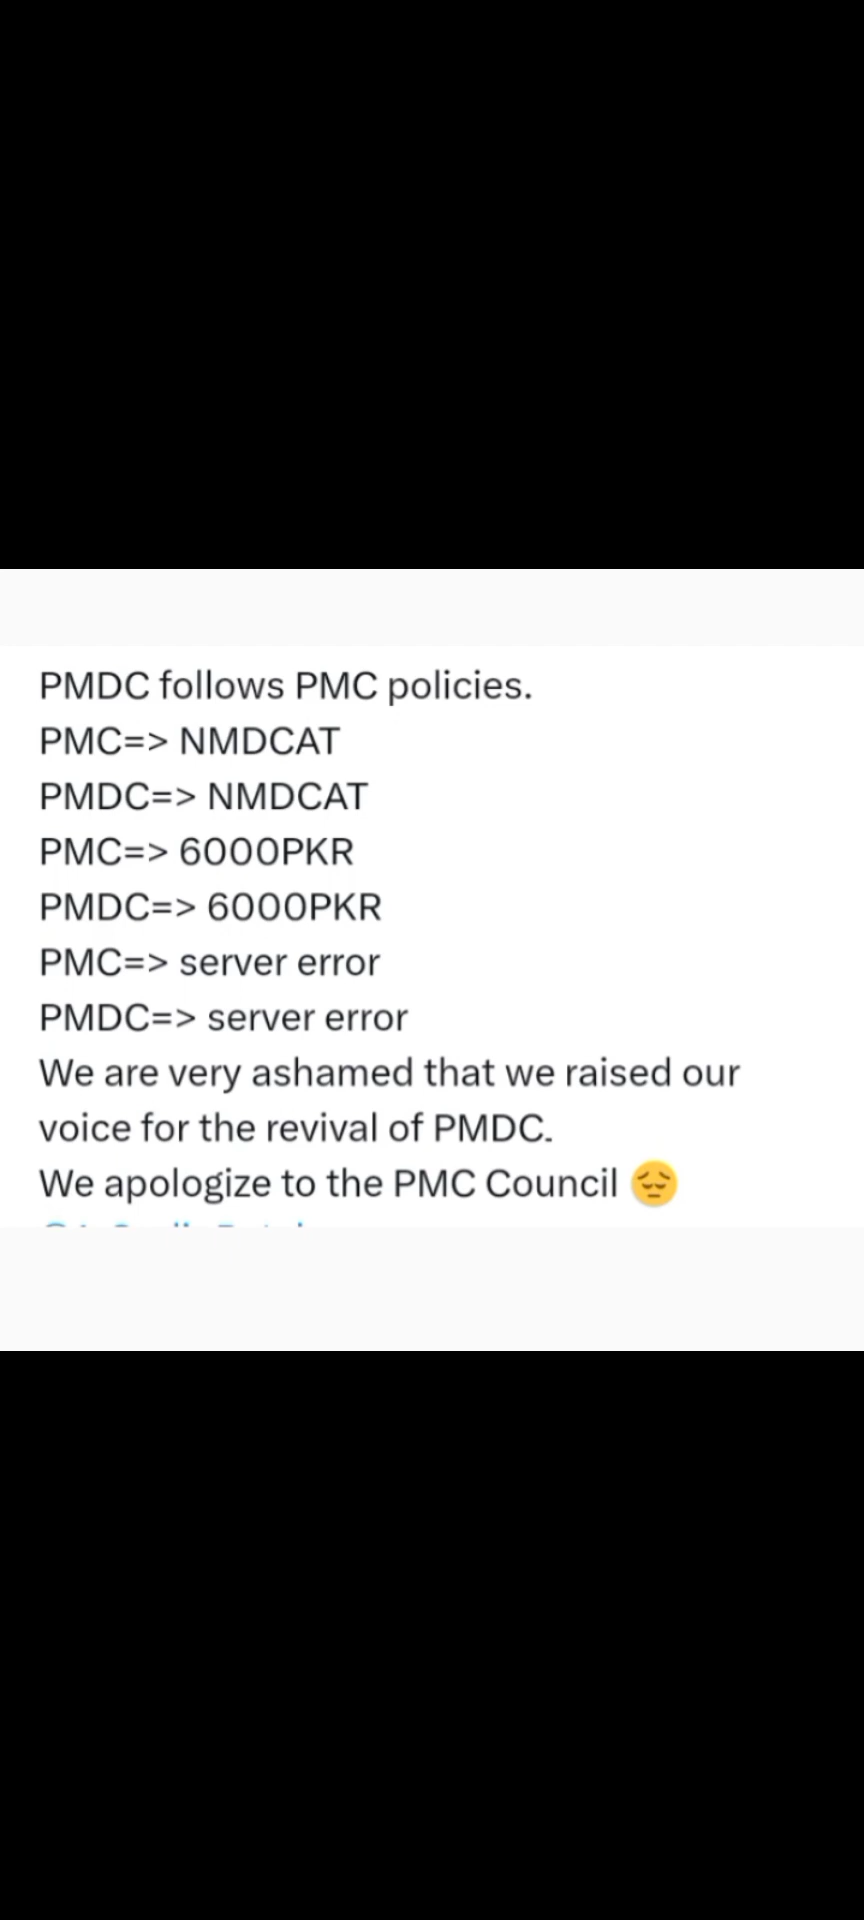 PMDC follows PMC policies.
PMC=> NMDCAT
PMDC=> NMDCAT
PMC=> 6000PKR
PMDC=> 6000PKR
PMC=> server error
PMDC=> server error
We are very ashamed that we raised our
voice for the revival of PMDC.
We apologize to the PMC Council 😔